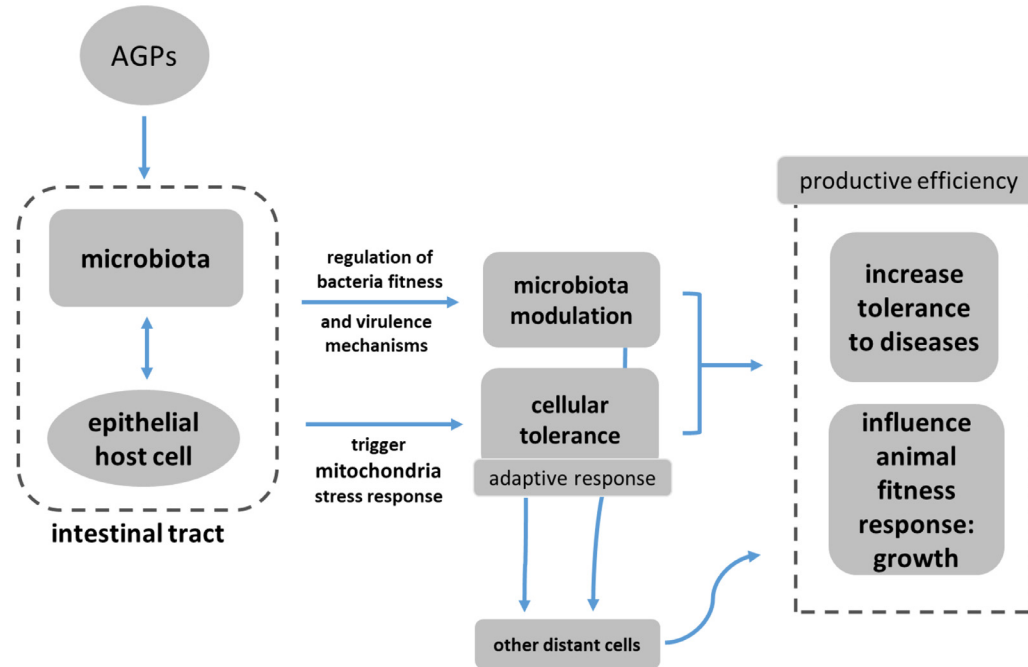 AGPs
microbiota
epithelial
host cell
intestinal tract
regulation of
bacteria fitness
and virulence
mechanisms
trigger
mitochondria
stress response
microbiota
modulation
cellular
tolerance
adaptive response
other distant cells
productive efficiency
increase
tolerance
to diseases
influence
animal
fitness
response:
growth